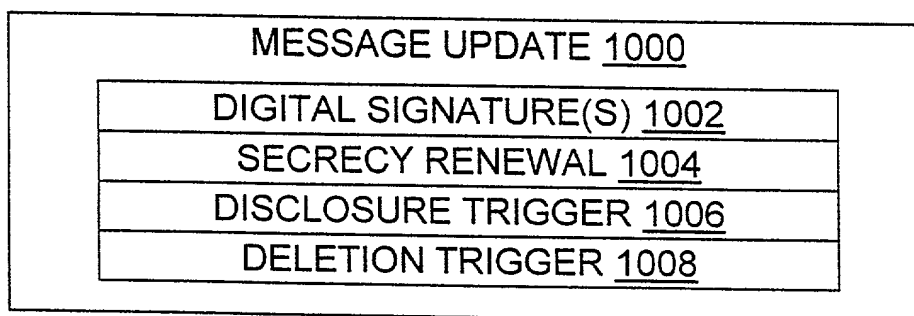 MESSAGE UPDATE 1000
DIGITAL SIGNATURE(S) 1002
SECRECY RENEWAL 1004
DISCLOSURE TRIGGER 1006
DELETION TRIGGER 1008